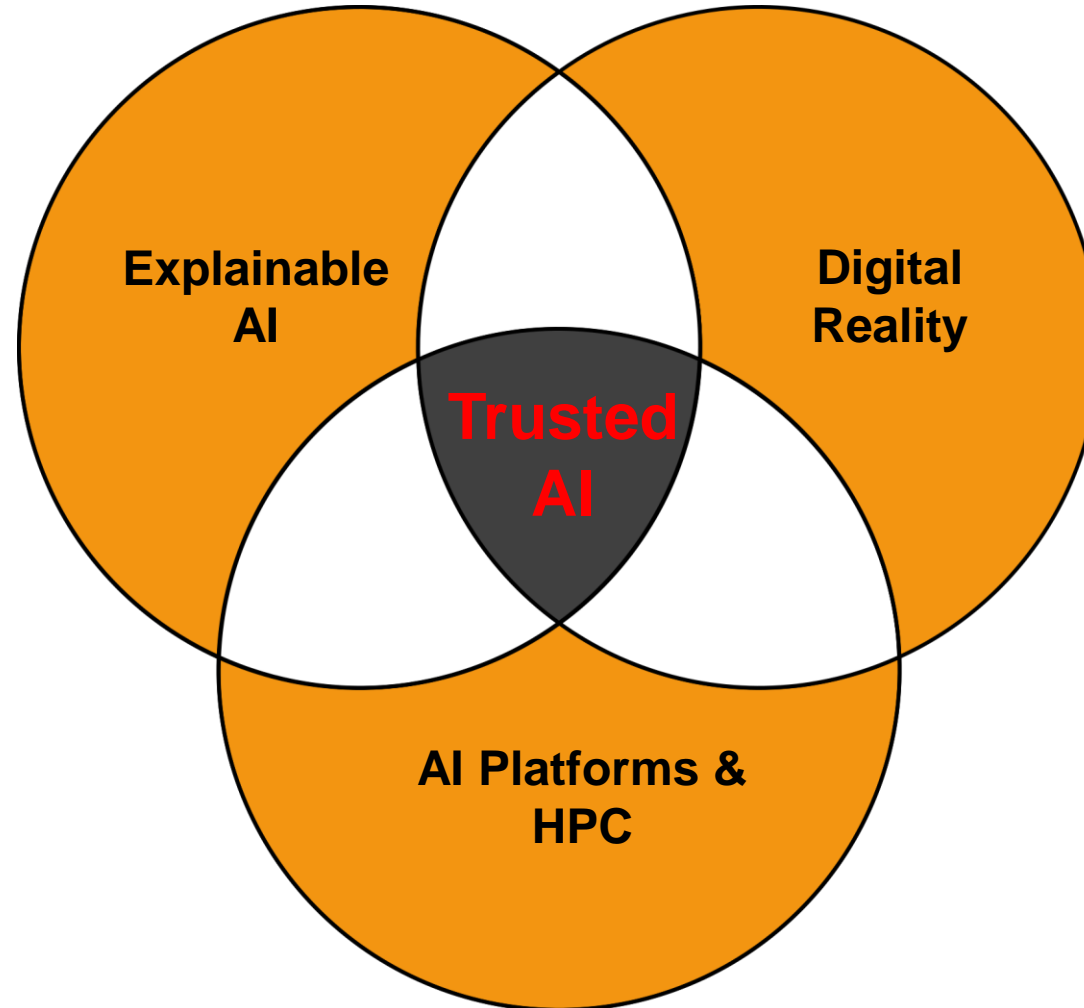 Explainable
AI
Digital
Reality
Trusted
AI
AI Platforms &
HPC